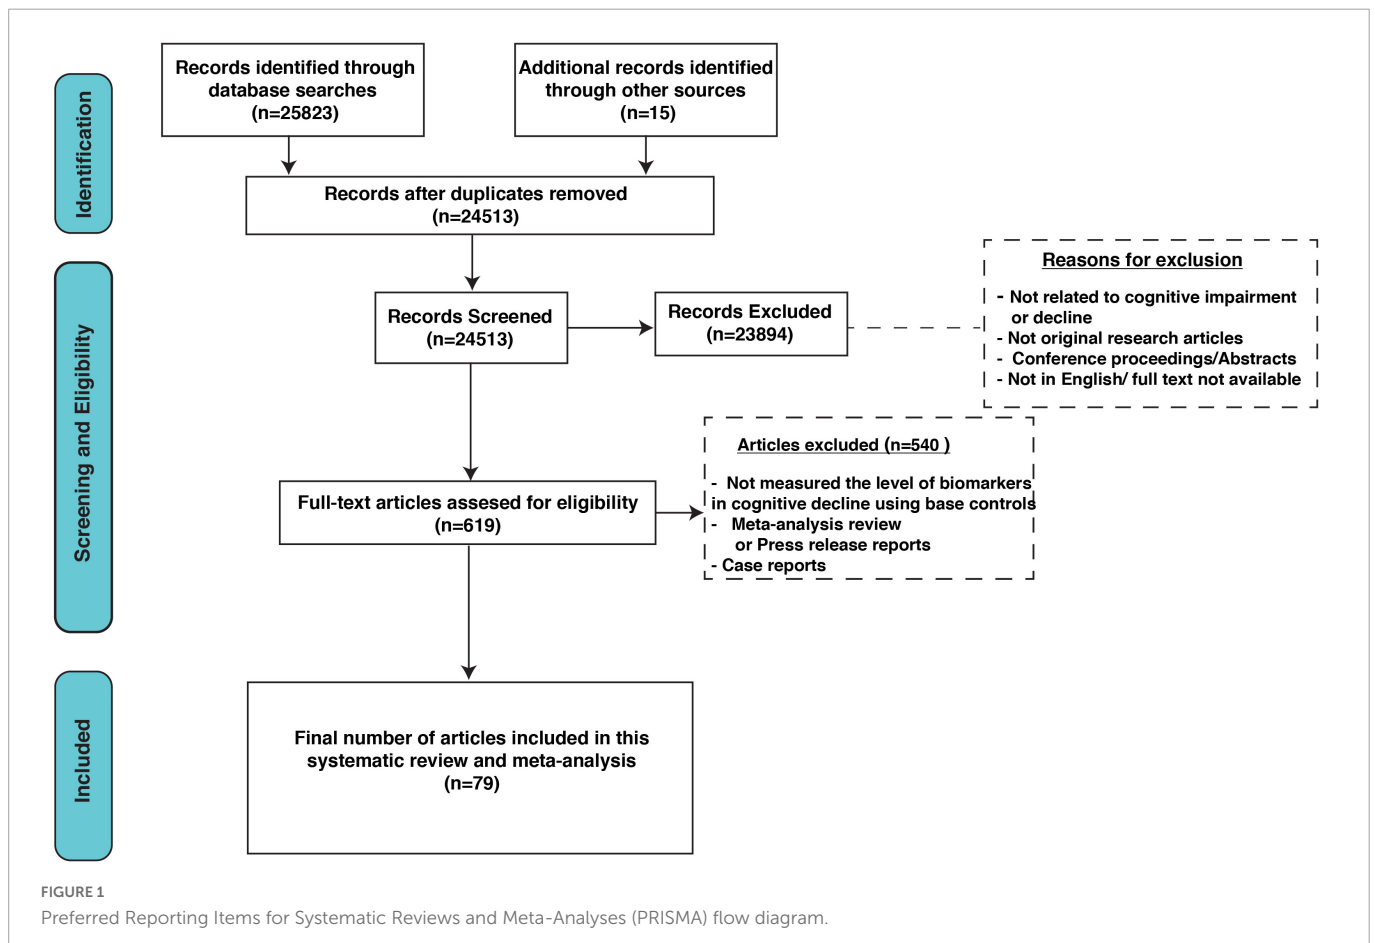 Identification
Records identified through
database searches
(n=25823)
Additional records identified
through other sources
(n=15)
Records after duplicates removed
(n=24513)
Screening and Eligibility
Records Screened
(n=24513)
Records Excluded
(n=23894)
Reasons for exclusion
- Not related to cognitive impairment
or decline
- Not original research articles
- Conference proceedings/Abstracts
- Not in English/ full text not available
Full-text articles assesed for eligibility
(n=619)
Articles excluded (n=540 )
- Not measured the level of biomarkers
in cognitive decline using base controls
- Meta-analysis review
or Press release reports
- Case reports
Included
Final number of articles included in this
systematic review and meta-analysis
(n=79)
FIGURE 1
Preferred Reporting Items for Systematic Reviews and Meta-Analyses (PRISMA) flow diagram.